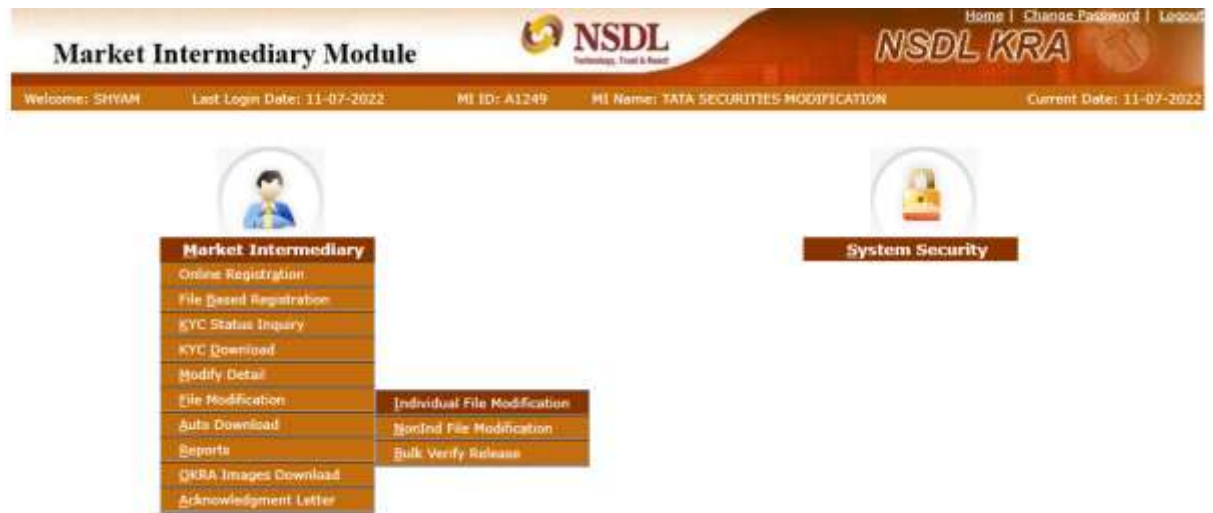 Home | Change Password | Logout
Market Intermediary Module
NSDL
Technology, Trust & Reach
NSDL KRA
Welcome: SHYAM Last Login Date: 11-07-2022 MI ID: A1249 MI Name: TATA SECURITIES MODIFICATION Current Date: 11-07-2022
Market Intermediary
System Security
Online Registration
File Based Registration
KYC Status Inquiry
KYC Download
Modify Detail
File Modification
Individual File Modification
Auto Download
NonInd File Modification
Reports
Bulk Verify Release
OKRA Images Download
Acknowledgment Letter